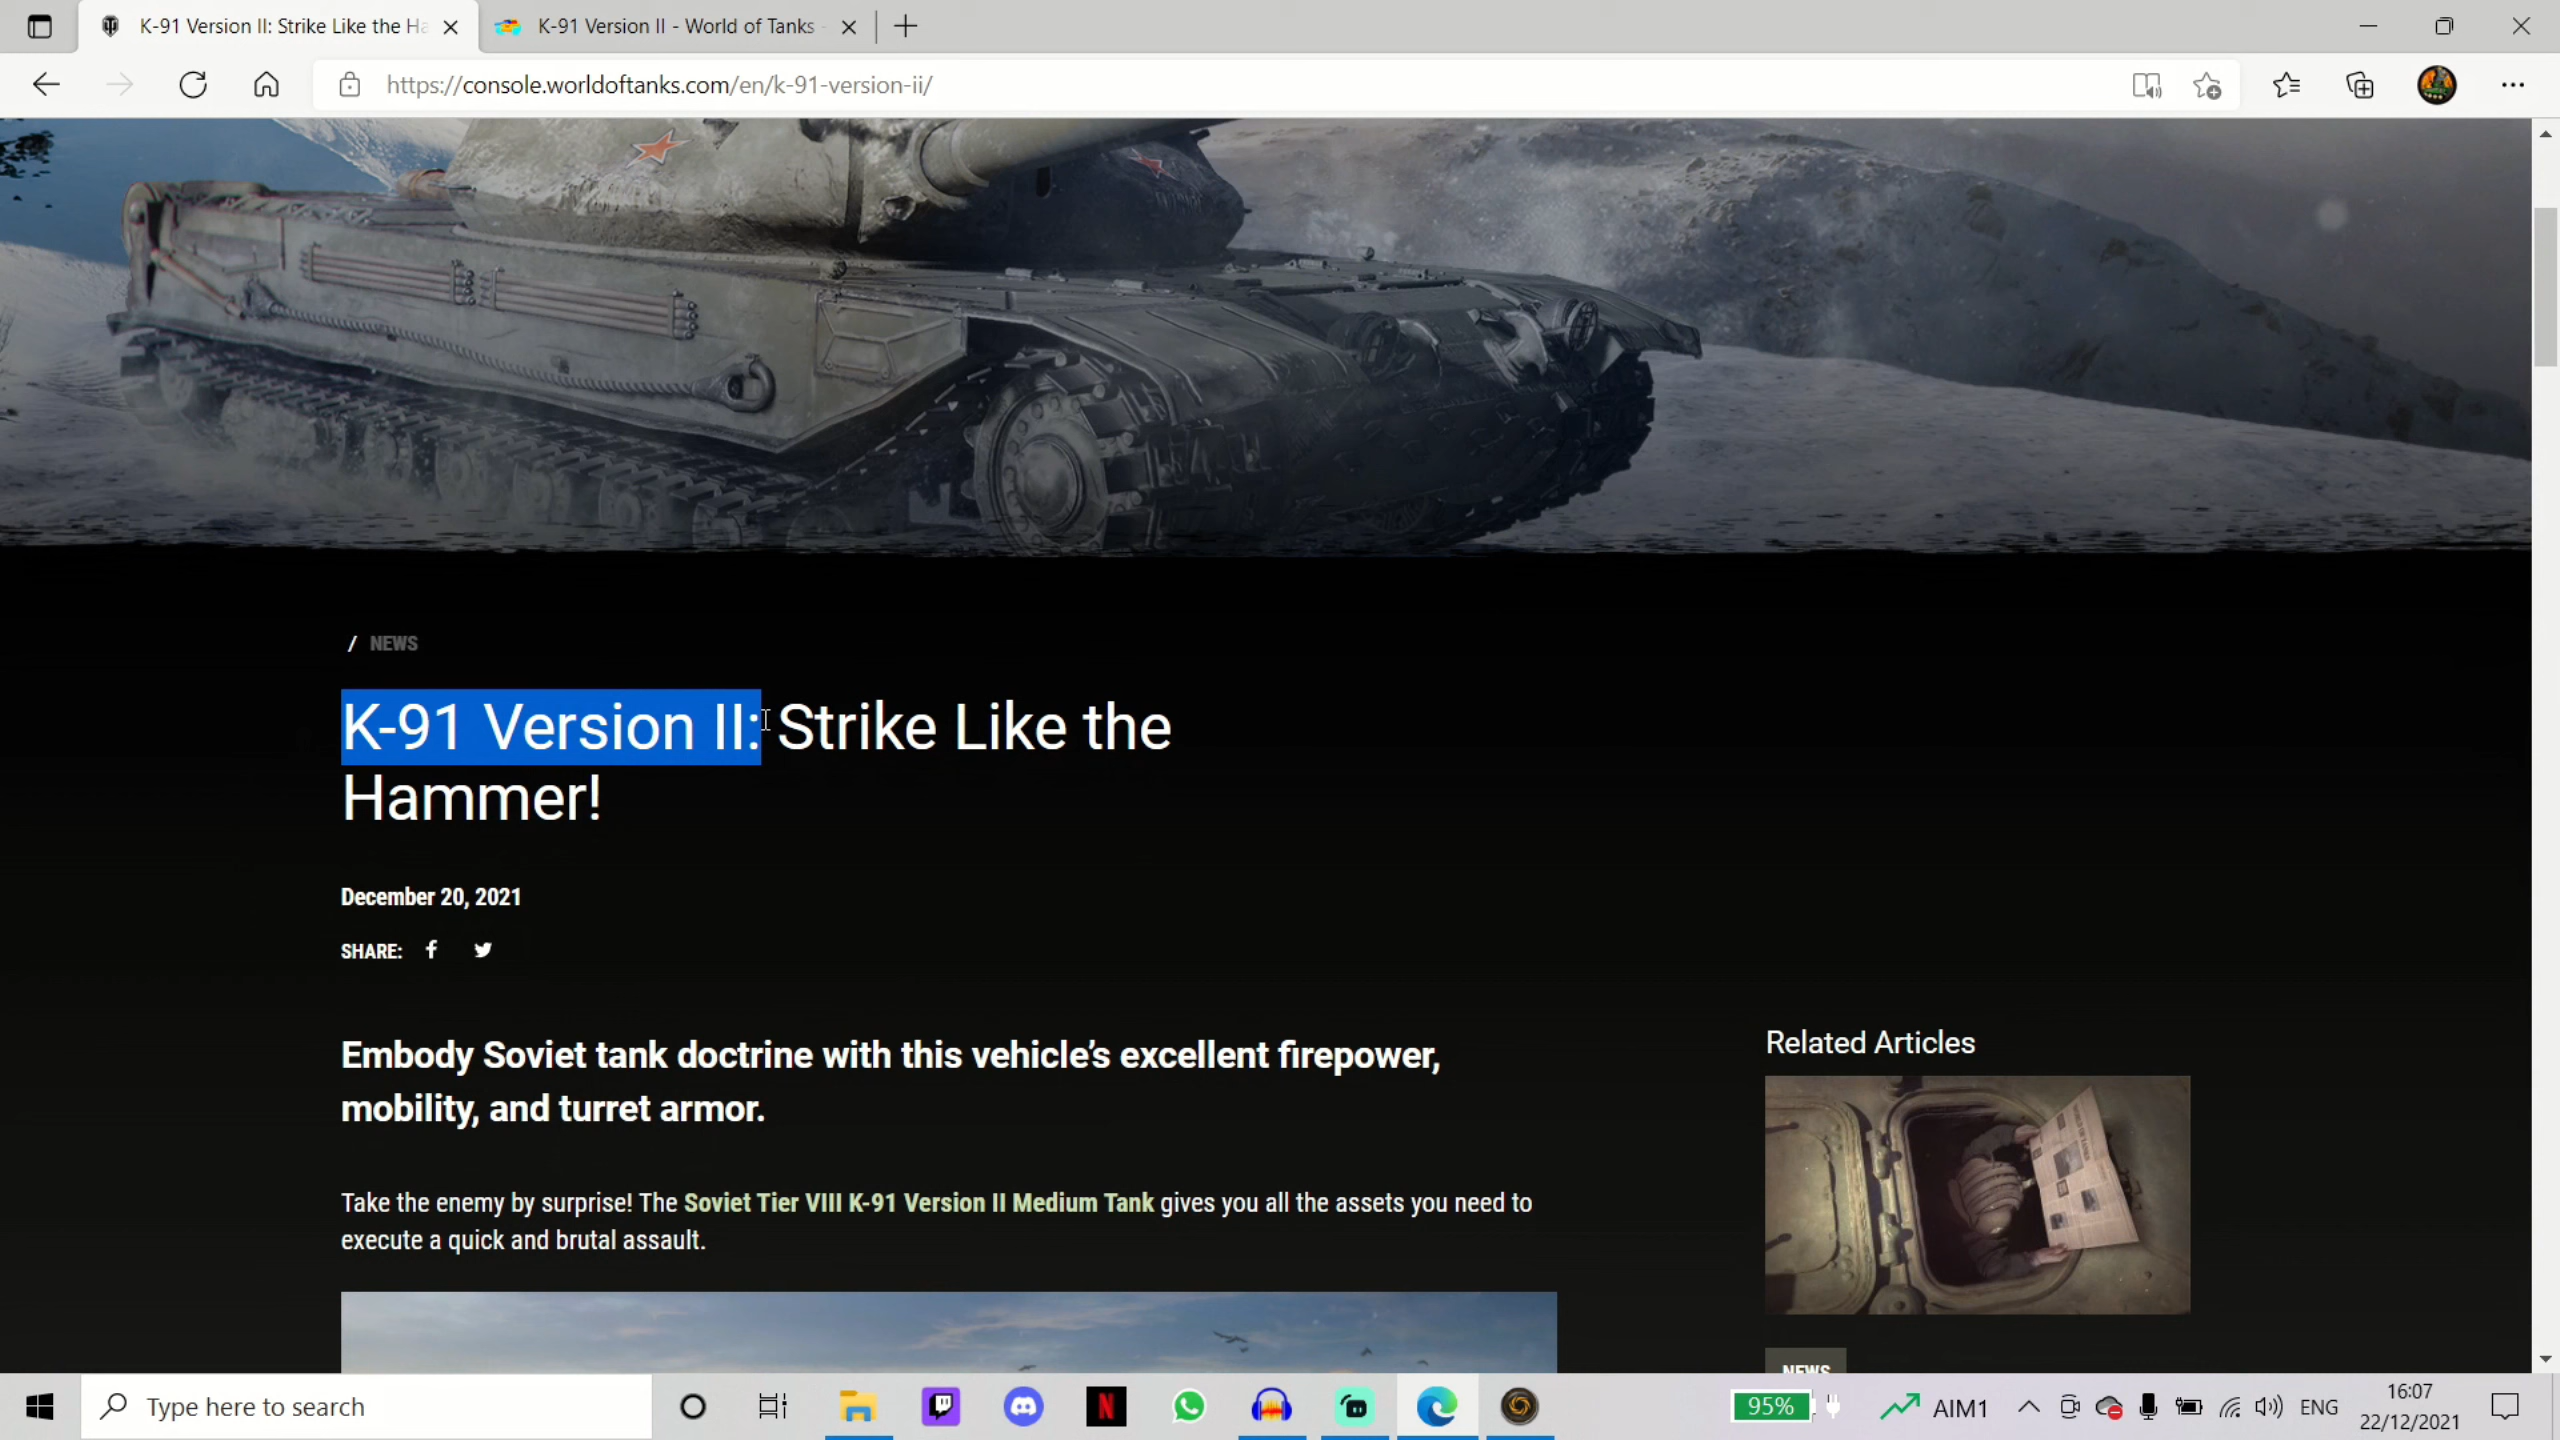 K-91 Version II: Strike Like the Ha
K-91 Version II - World of Tanks -
https://console.worldoftanks.com/en/k-91-version-ii/
/ NEWS
K-91 Version II: Strike Like the
Hammer!
December 20, 2021
SHARE:
Embody Soviet tank doctrine with this vehicle's excellent firepower,
mobility, and turret armor.
Take the enemy by surprise! The Soviet Tier VIII K-91 Version II Medium Tank gives you all the assets you need to
execute a quick and brutal assault.
Related Articles
NEWS
Type here to search
95%
AIM1
ENG
16:07
22/12/2021